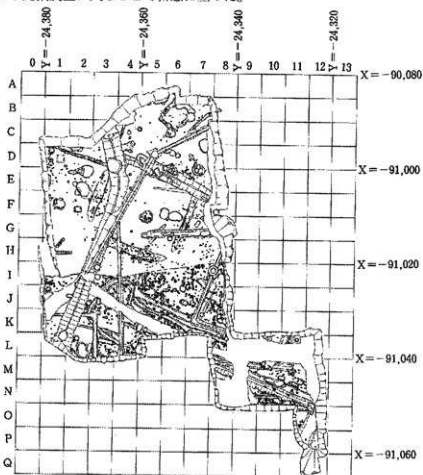 Y=-24,380
Y=-24,360
Y=-24,340
Y=-24,320
0 1 2 3 4 5 6 7 8 9 10 11 12 13
X=-90,080
A
B
C
D
X=-91,000
E
F
G
H
X=-91,020
I
J
K
L
X=-91,040
M
N
O
P
X=-91,060
Q